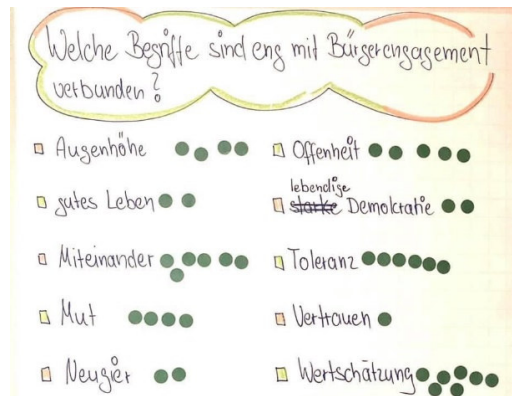 Welche Begriffe sind eng mit Bürgerengagement
verbunden?
Augenhöhe
gutes Leben
Miteinander
Mut
Neugier
Offenheit
lebendige
starke Demokratie
Toleranz
Vertrauen
Wertschätzung